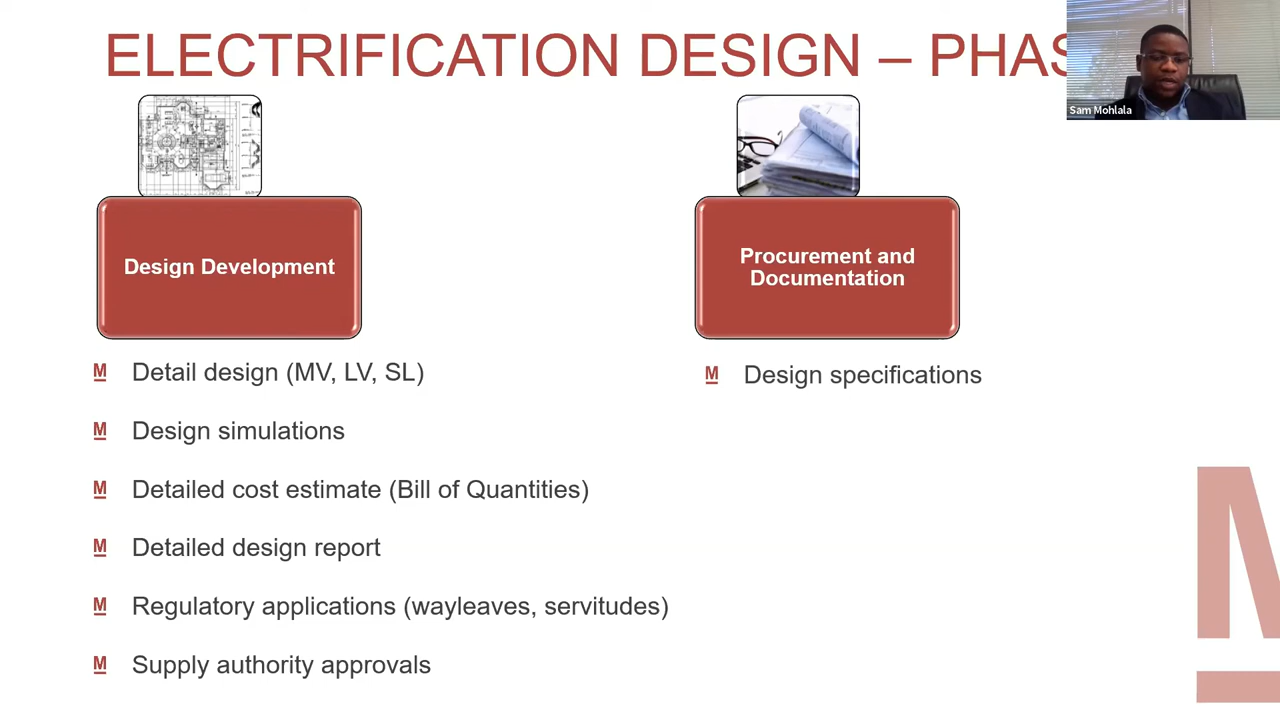 ELECTRIFICATION DESIGN – PHAS
Sam Mohlala
Design Development
M Detail design (MV, LV, SL)
M Design simulations
M Detailed cost estimate (Bill of Quantities)
M Detailed design report
M Regulatory applications (wayleaves, servitudes)
M Supply authority approvals
Procurement and
Documentation
M Design specifications
M